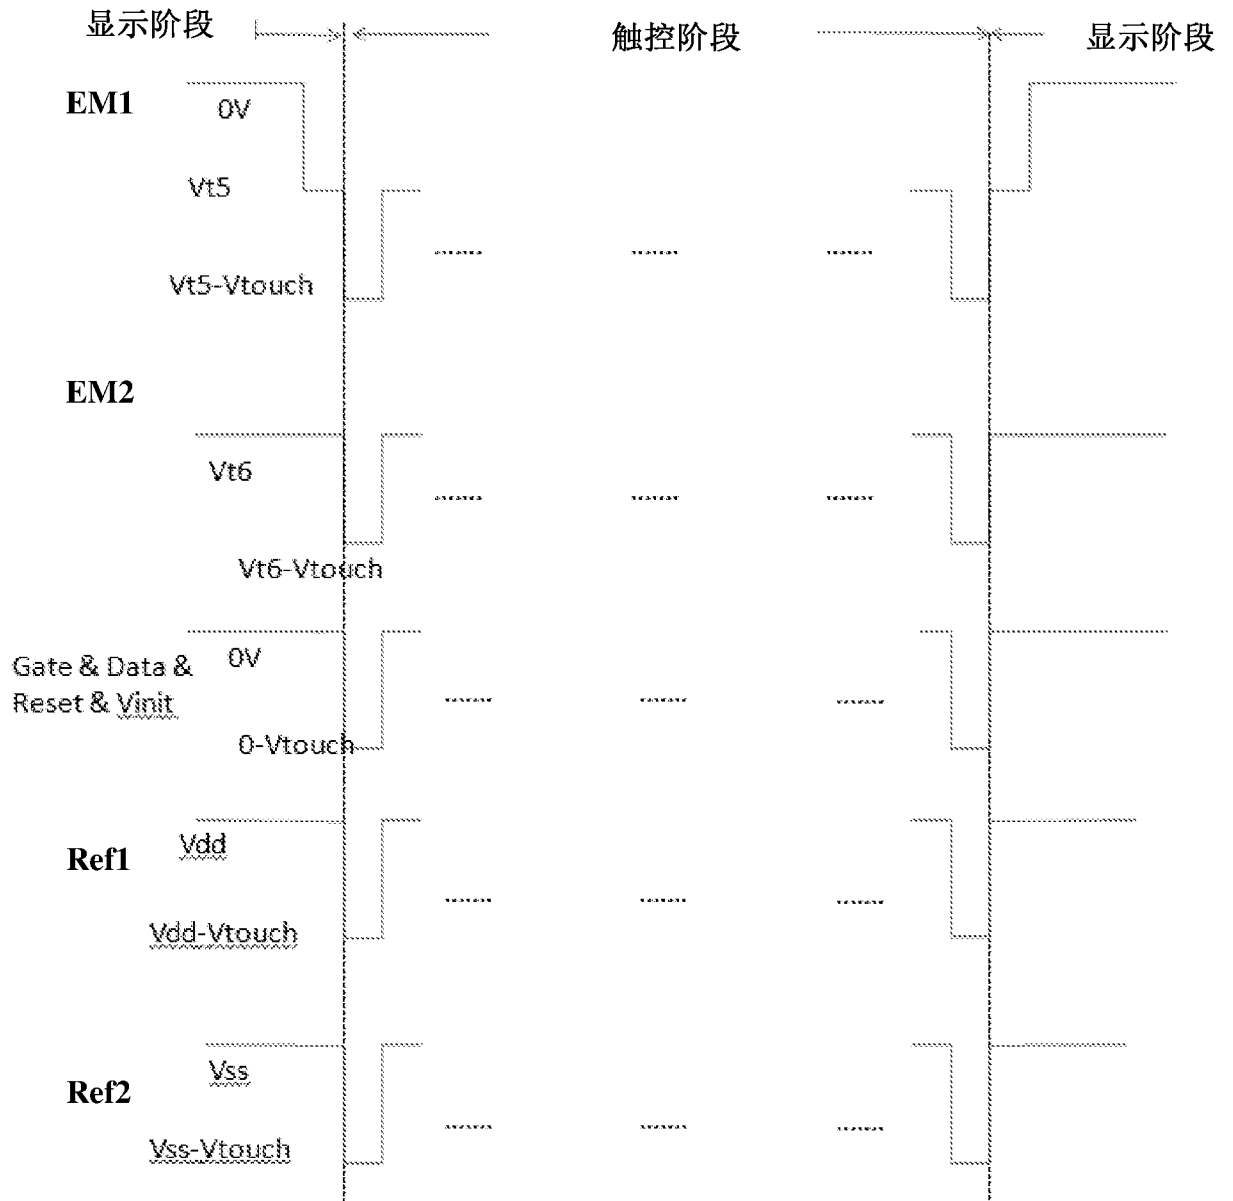 显示阶段 触控阶段 显示阶段
EM1
0V
Vt5
Vt5-Vtouch
EM2
Vt6
Vt6-Vtouch
0V
Gate & Data &
Reset & Vinit
0-Vtouch
Vdd
Ref1
Vdd-Vtouch
Vss
Ref2
Vss-Vtouch